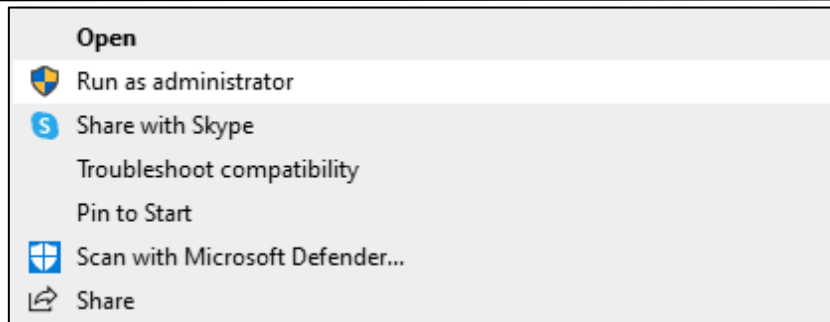 Open
Run as administrator
Share with Skype
Troubleshoot compatibility
Pin to Start
Scan with Microsoft Defender...
Share